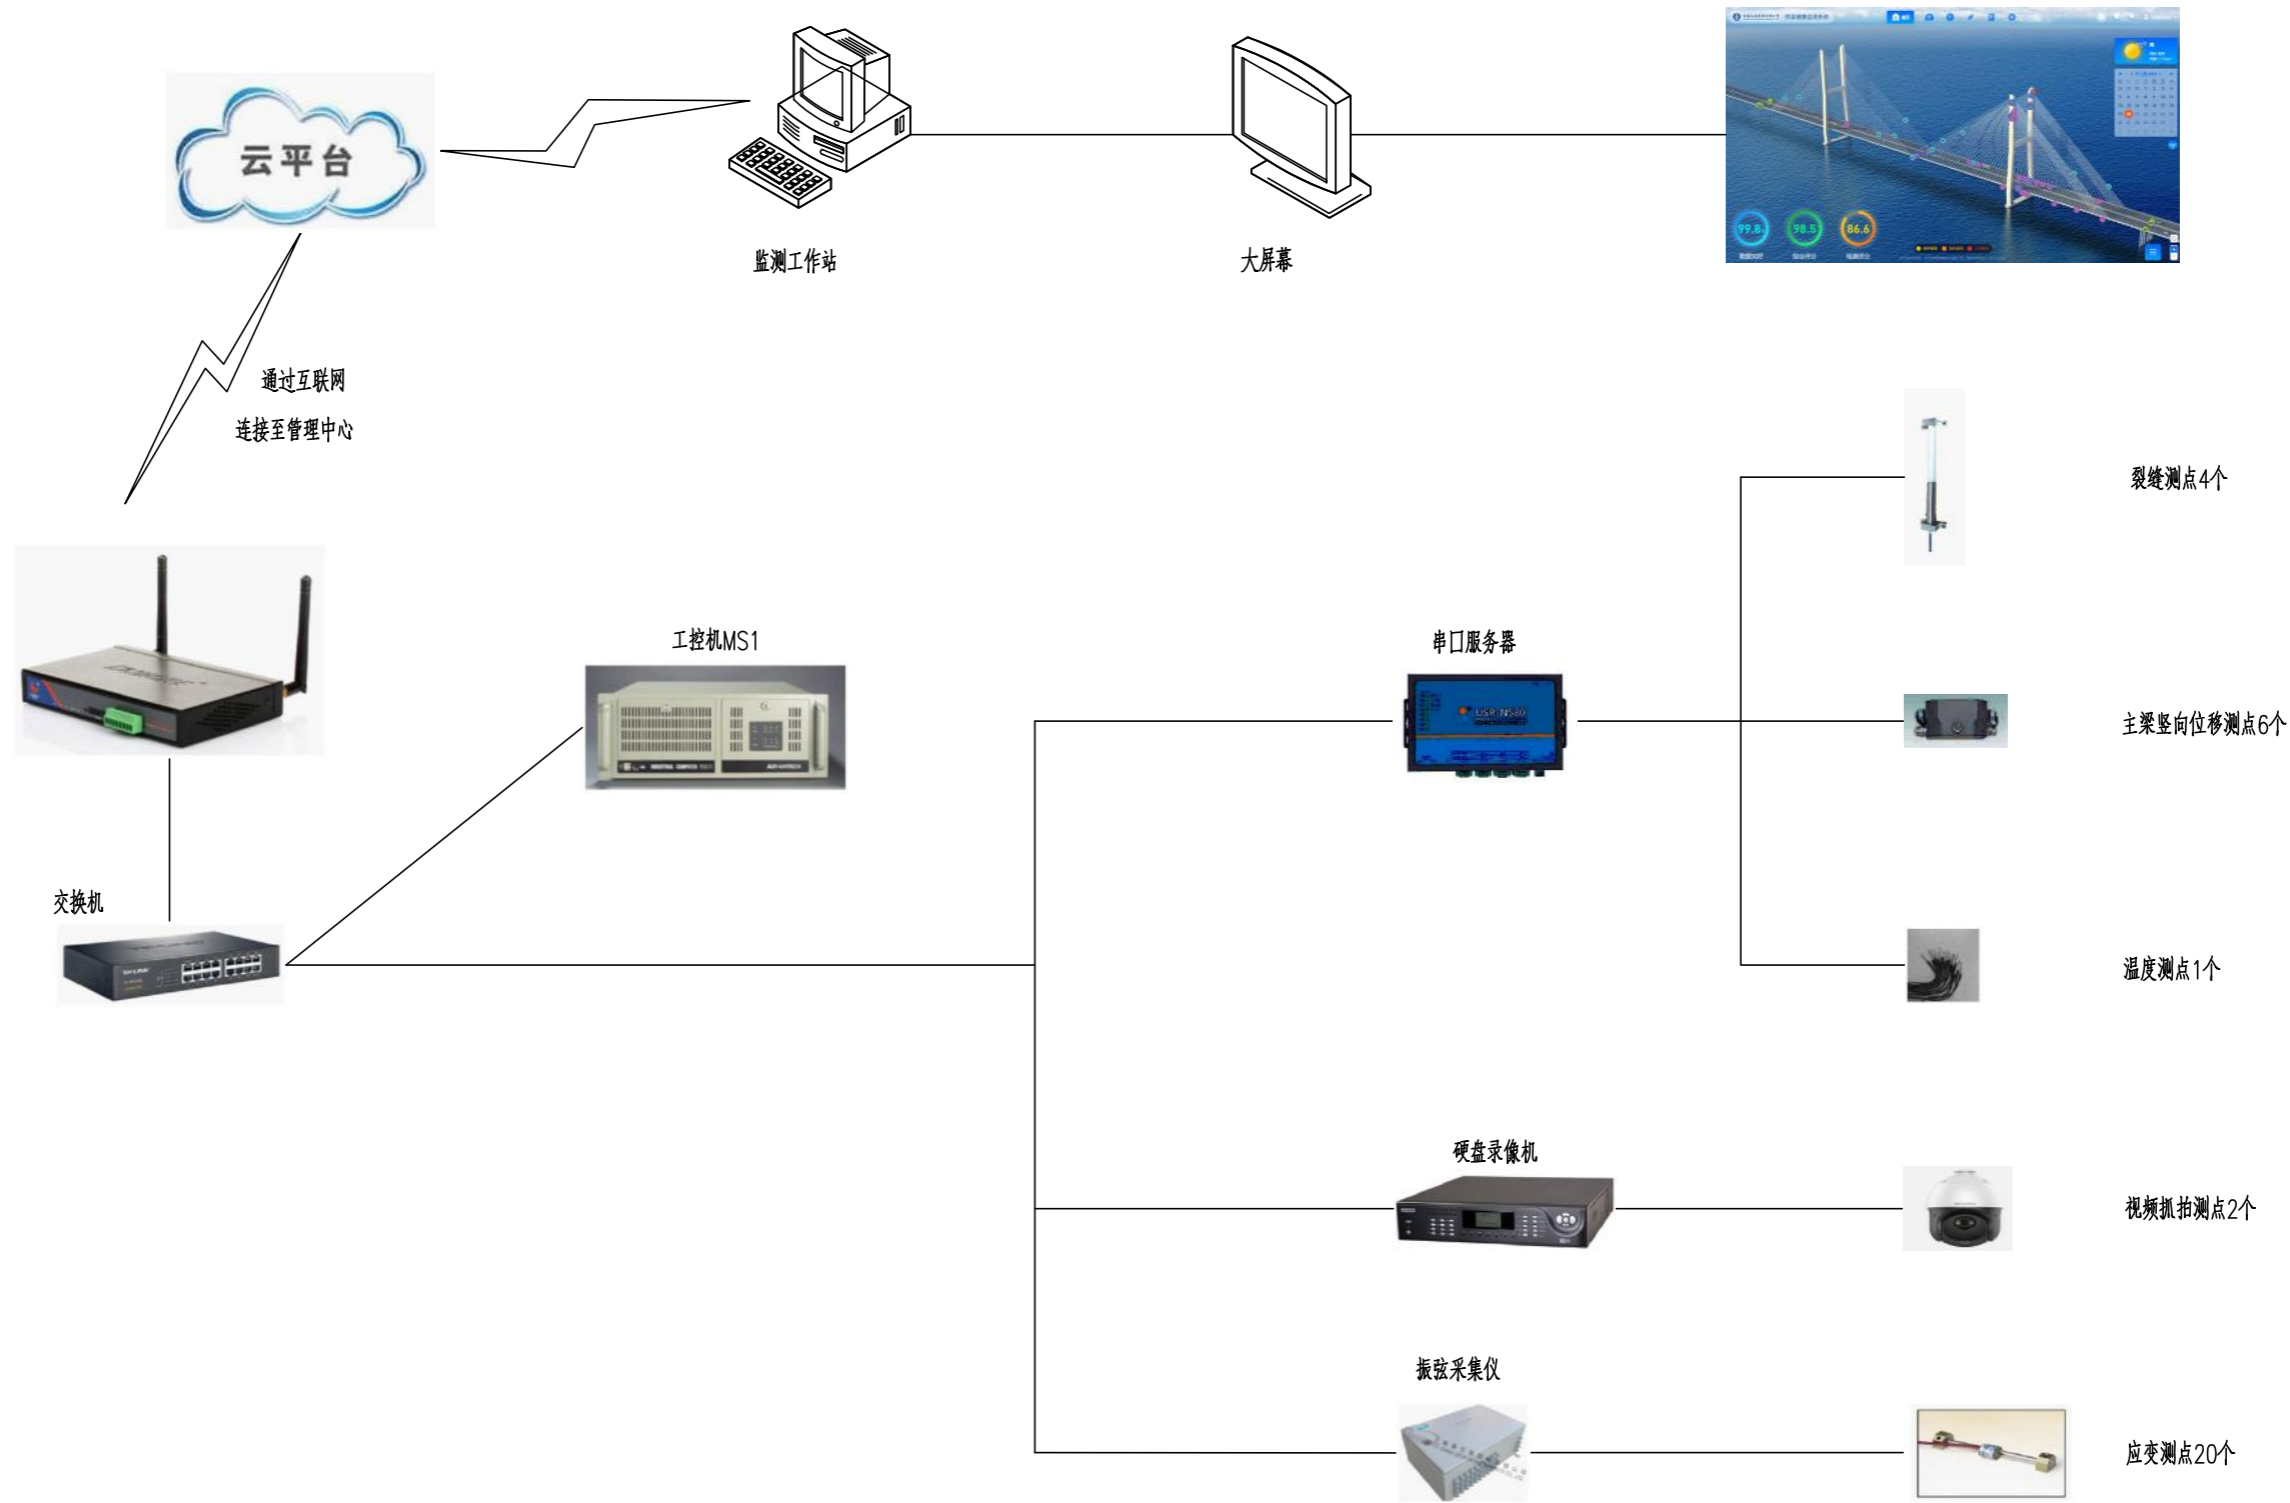 云平台
监测工作站
大屏幕
99.8
98.5
86.6
通过互联网
连接至管理中心
裂缝测点4个
工控机MS1
串口服务器
USR-N580
主梁竖向位移测点6个
交换机
TP-LINK
温度测点1个
硬盘录像机
视频抓拍测点2个
振弦采集仪
应变测点20个